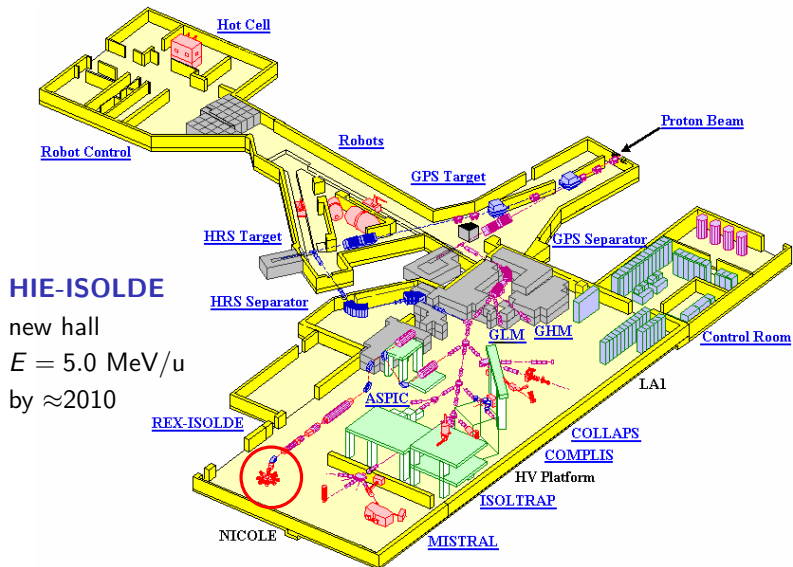 Hot Cell
Proton Beam
Robots
Robot Control
GPS Target
HRS Target
GPS Separator
HIE-ISOLDE
new hall
E = 5.0 MeV/u
by ≈2010
HRS Separator
GLM
GHM
Control Room
LA1
ASPIC
REX-ISOLDE
COLLAPS
COMPLIS
HV Platform
ISOLTRAP
NICOLE
MISTRAL